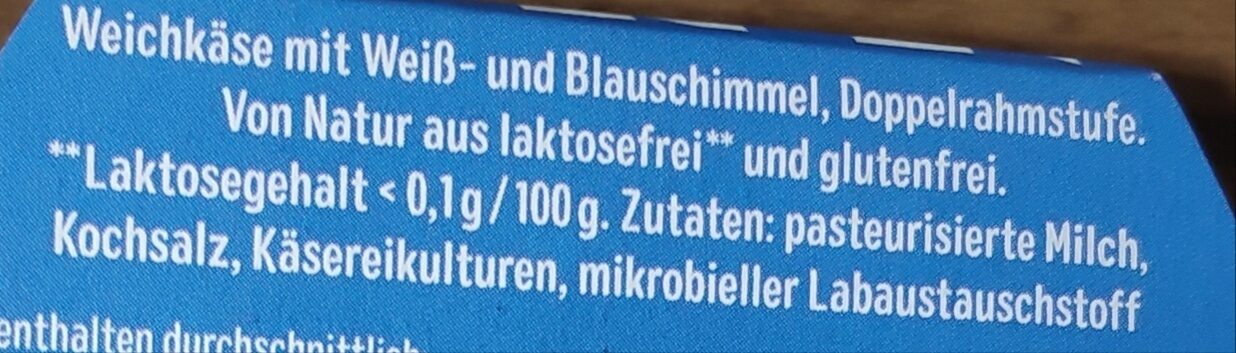 Weichkäse mit Weiß- und Blauschimmel, Doppelrahmstufe.
Von Natur aus laktosefrei** und glutenfrei.
**Laktosegehalt < 0,1 g / 100 g. Zutaten: pasteurisierte Milch,
Kochsalz, Käsereikulturen, mikrobieller Labaustauschstoff
enthalten durchschnittlich